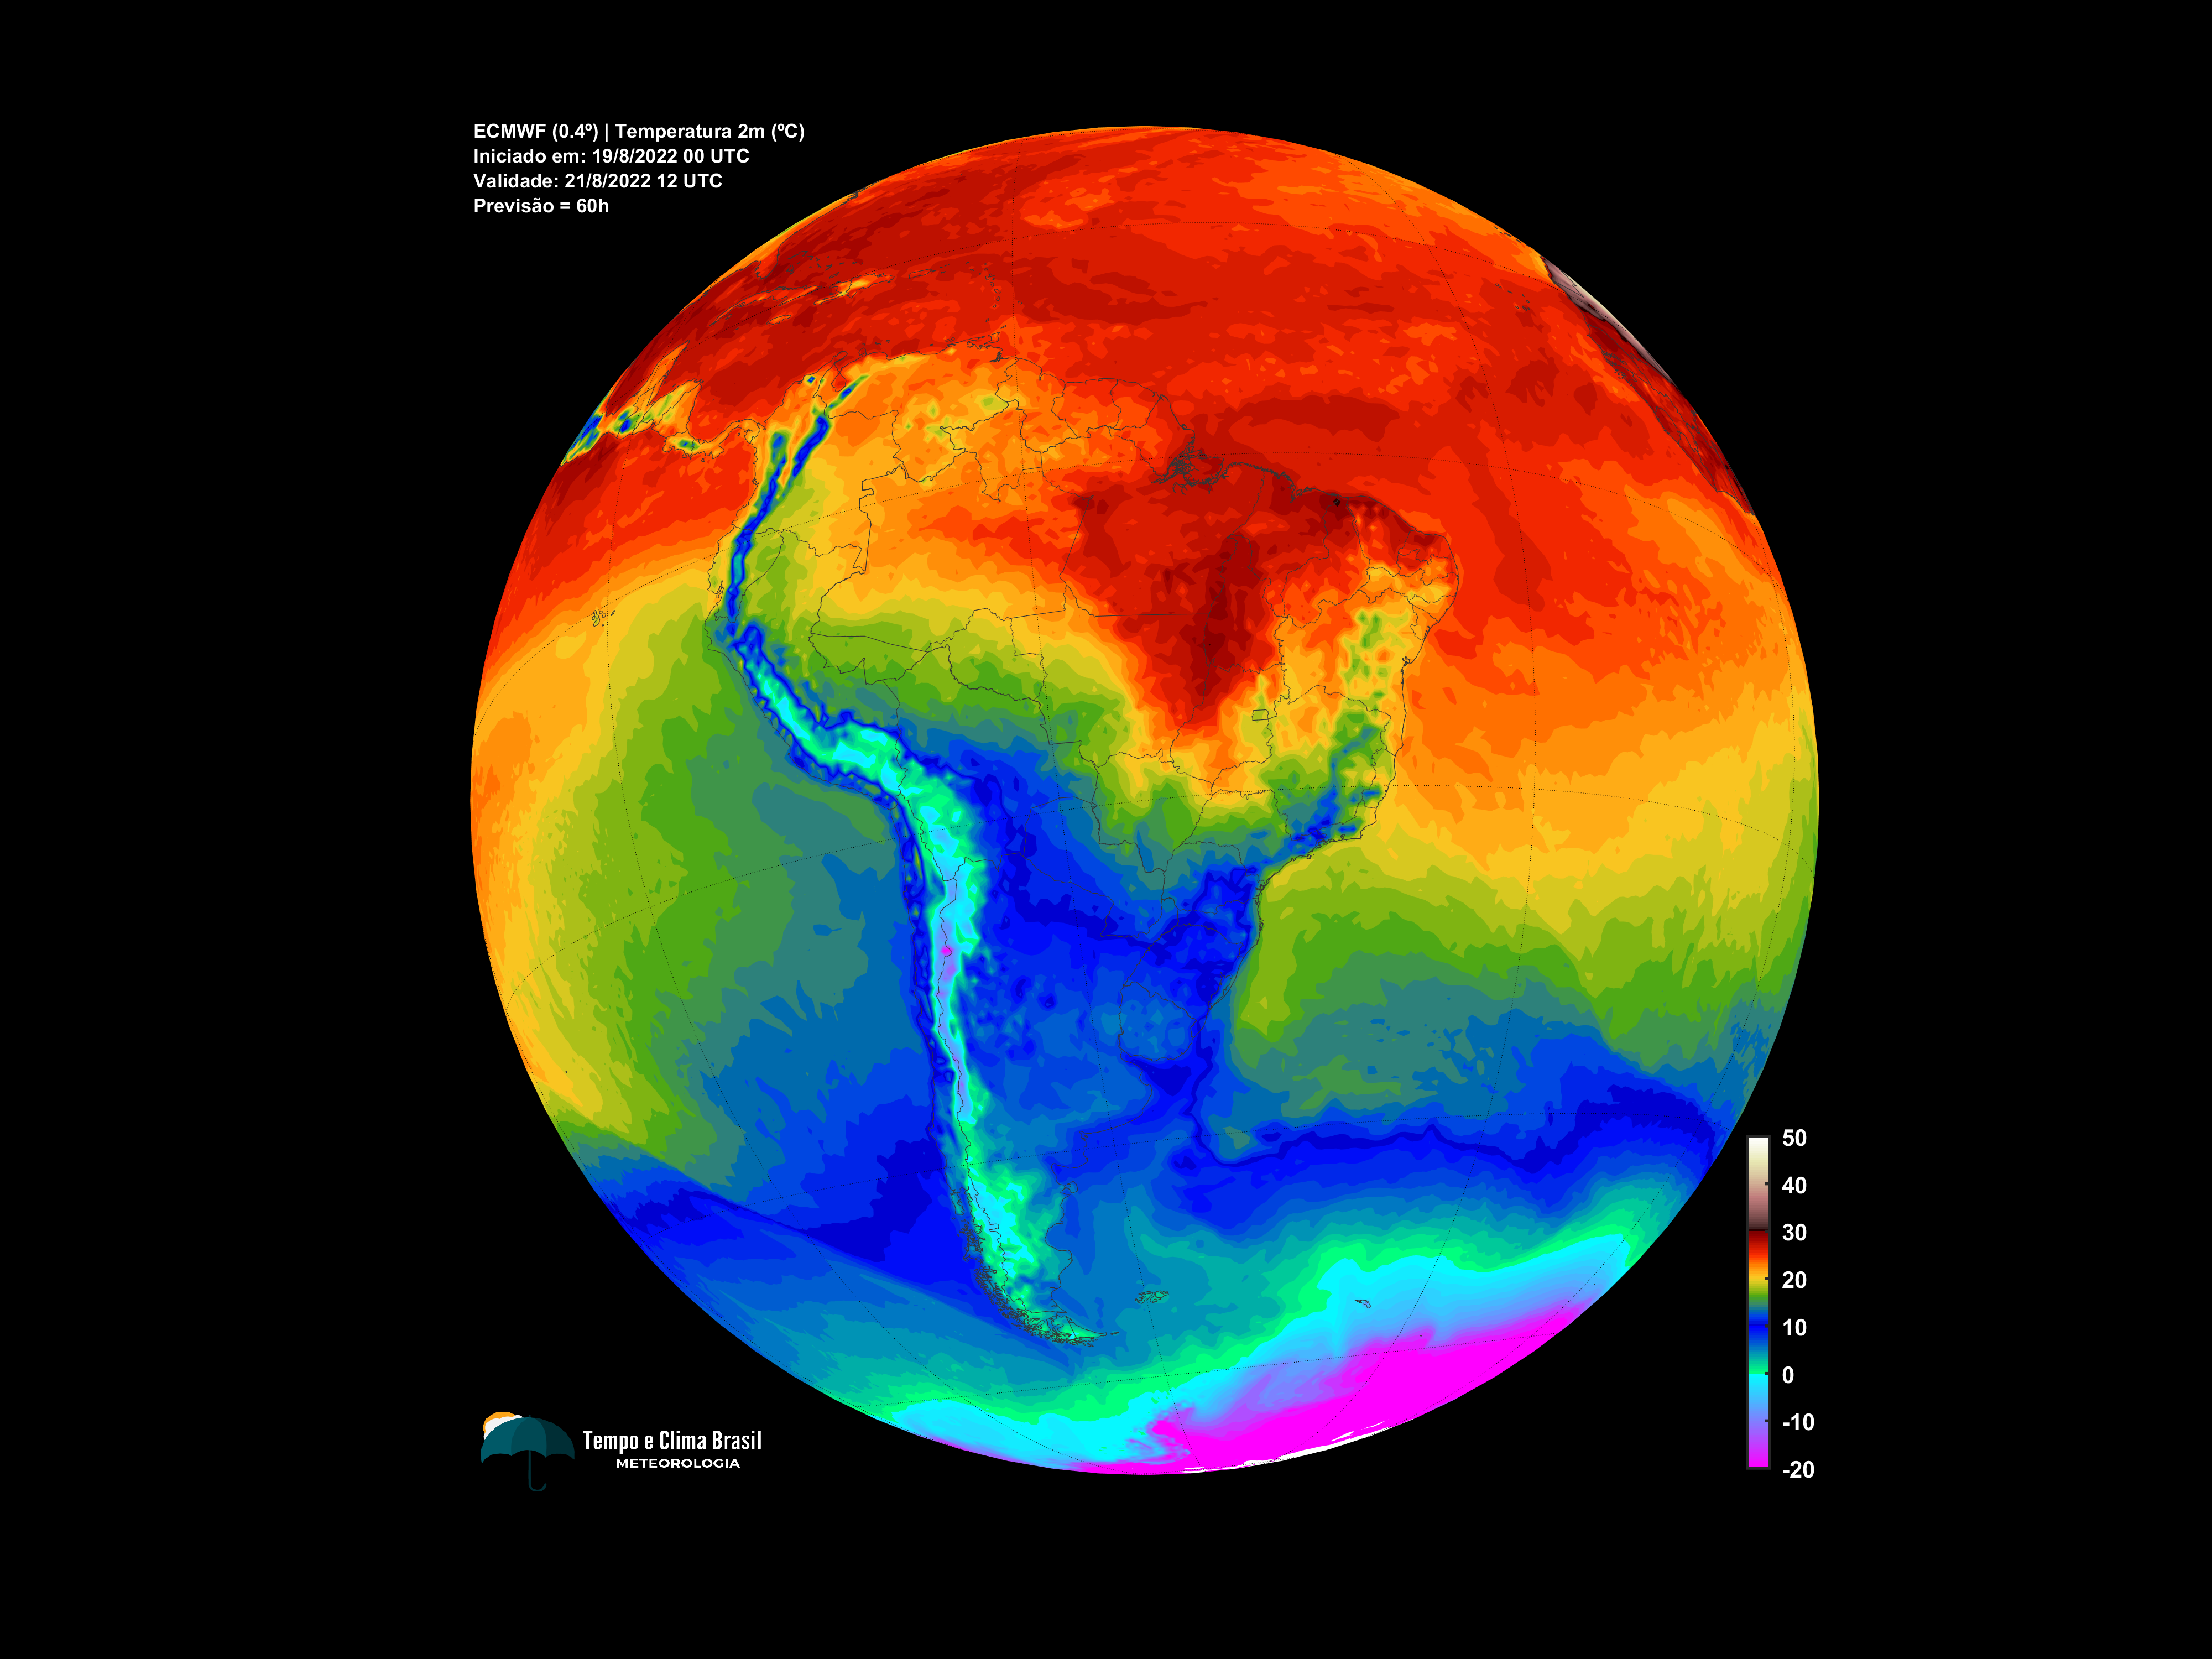 ECMWF (0.4º) | Temperatura 2m (ºC)
Iniciado em: 19/8/2022 00 UTC
Validade: 21/8/2022 12 UTC
Previsão = 60h
50
40
30
20
10
0
-10
-20
Tempo e Clima Brasil
METEOROLOGIA